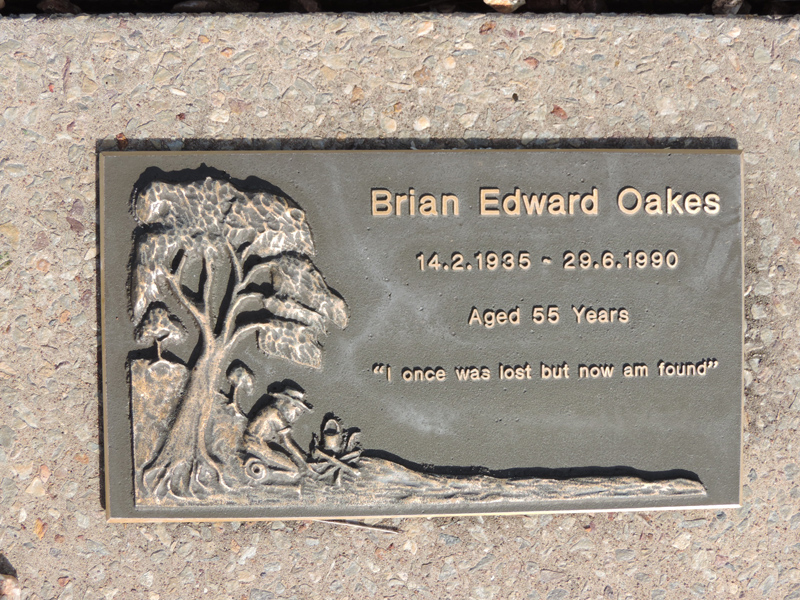 Brian Edward Oakes
14.2.1935 - 29.6.1990
Aged 55 Years
"I once was lost but now am found"